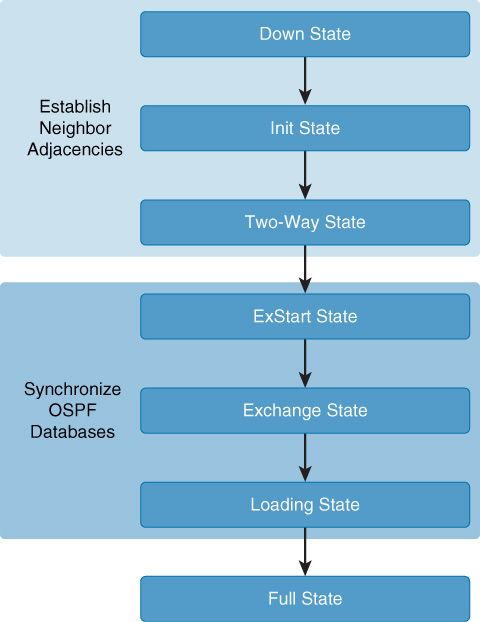 Down State
Establish
Neighbor
Adjacencies
Init State
Two-Way State
ExStart State
Synchronize
OSPF
Databases
Exchange State
Loading State
Full State